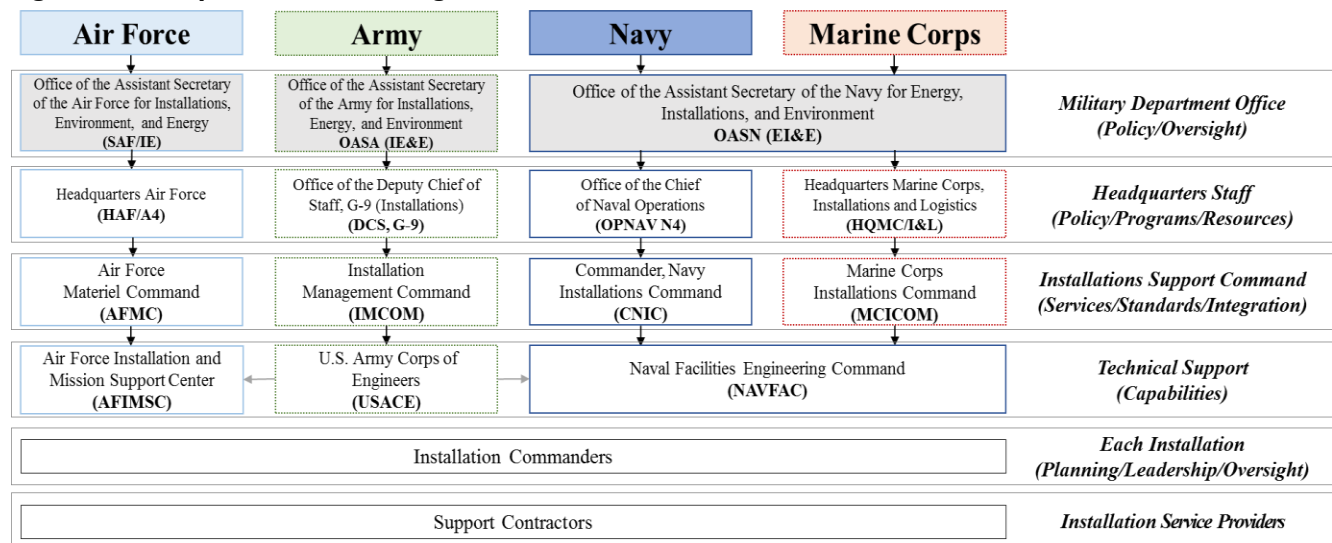 Air Force
Army
Navy
Marine Corps
Office of the Assistant Secretary
of the Air Force for Installations,
Environment, and Energy
(SAF/IE)
Office of the Assistant Secretary
of the Army for Installations,
Energy, and Environment
OASA (IE&E)
Office of the Assistant Secretary of the Navy for Energy,
Installations, and Environment
OASN (EI&E)
Military Department Office
(Policy/Oversight)
Headquarters Air Force
(HAF/A4)
Office of the Deputy Chief of
Staff, G-9 (Installations)
(DCS, G-9)
Office of the Chief
of Naval Operations
(OPNAV N4)
Headquarters Marine Corps,
Installations and Logistics
(HQMC/I&L)
Headquarters Staff
(Policy/Programs/Resources)
Air Force
Materiel Command
(AFMC)
Installation
Management Command
(IMCOM)
Commander, Navy
Installations Command
(CNIC)
Marine Corps
Installations Command
(MCICOM)
Installations Support Command
(Services/Standards/Integration)
Air Force Installation and
Mission Support Center
(AFIMSC)
U.S. Army Corps of
Engineers
(USACE)
Naval Facilities Engineering Command
(NAVFAC)
Technical Support
(Capabilities)
Installation Commanders
Each Installation
(Planning/Leadership/Oversight)
Support Contractors
Installation Service Providers